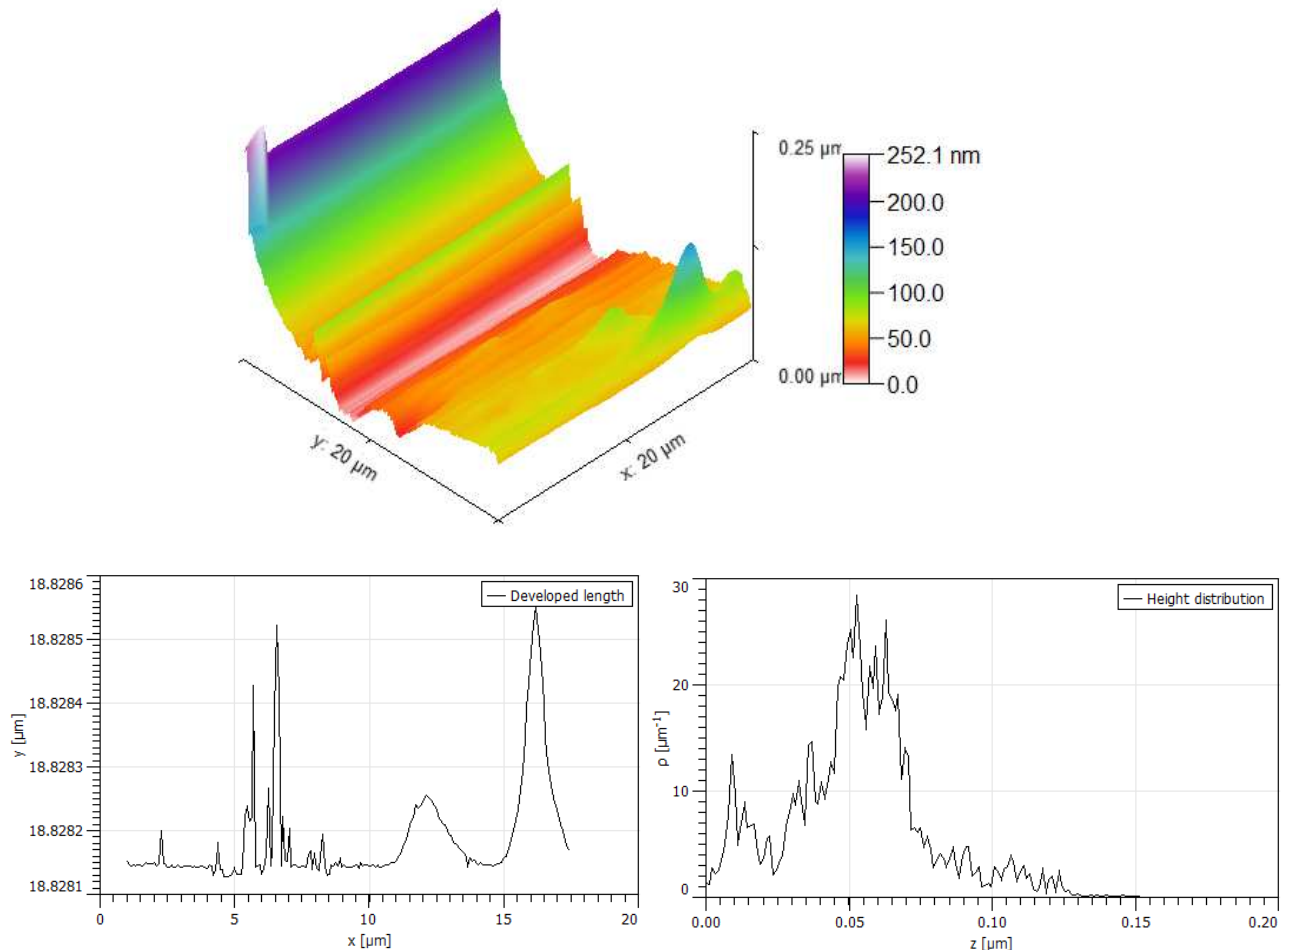 0.25 µm
252.1 nm
200.0
150.0
100.0
50.0
0.00 µm
0.0
y: 20 µm
x: 20 µm
18.8286
Developed length
18.8285
18.8284
18.8283
18.8282
18.8281
y [µm]
0
5
10
15
20
x [µm]
30
Height distribution
20
10
0
ρ [µm⁻¹]
0.00
0.05
0.10
0.15
0.20
z [µm]